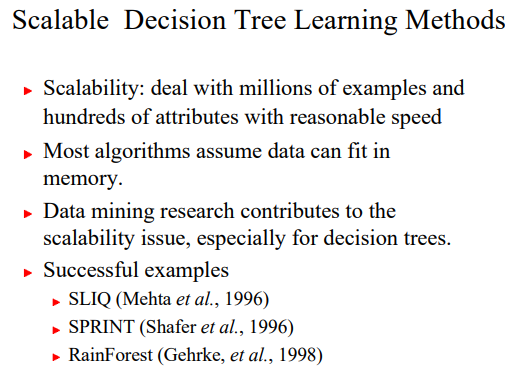 Scalable Decision Tree Learning Methods
Scalability: deal with millions of examples and
hundreds of attributes with reasonable speed
Most algorithms assume data can fit in
memory.
Data mining research contributes to the
scalability issue, especially for decision trees.
Successful examples
SLIQ (Mehta et al., 1996)
SPRINT (Shafer et al., 1996)
RainForest (Gehrke, et al., 1998)